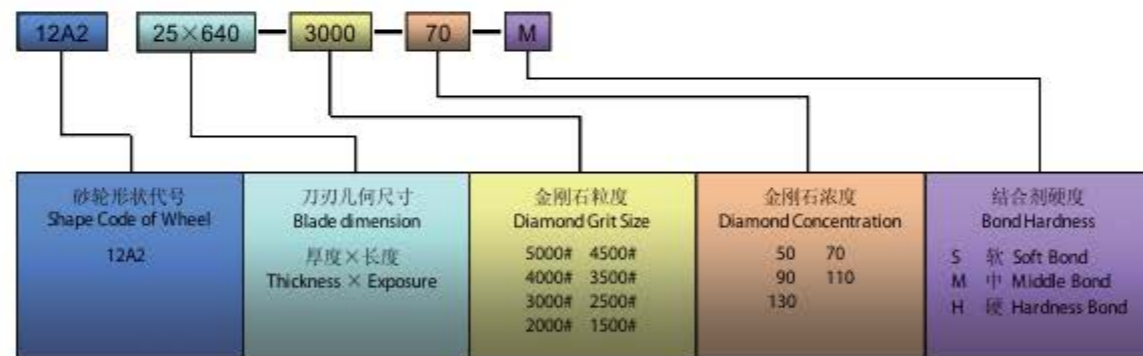 12A2 25×640 — 3000 — 70 — M
砂轮形状代号
Shape Code of Wheel
12A2
刀刃几何尺寸
Blade dimension
厚度×长度
Thickness × Exposure
金刚石粒度
Diamond Grit Size
5000# 4500#
4000# 3500#
3000# 2500#
2000# 1500#
金刚石浓度
Diamond Concentration
50 70
90 110
130
结合剂硬度
Bond Hardness
S 软 Soft Bond
M 中 Middle Bond
H 硬 Hardness Bond